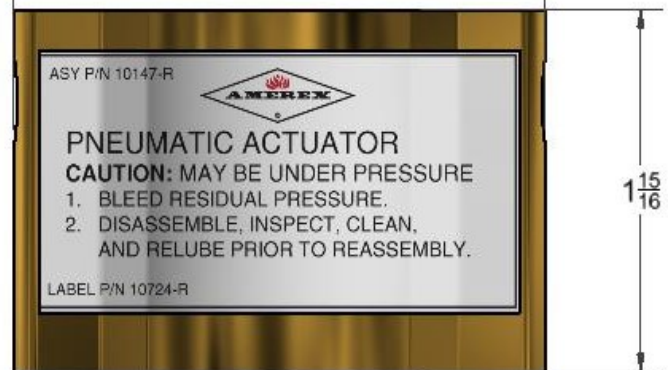 ASY P/N 10147-R
AMEREX
®
PNEUMATIC ACTUATOR
CAUTION: MAY BE UNDER PRESSURE
1. BLEED RESIDUAL PRESSURE.
2. DISASSEMBLE, INSPECT, CLEAN,
AND RELUBE PRIOR TO REASSEMBLY.
LABEL P/N 10724-R
1 15/16